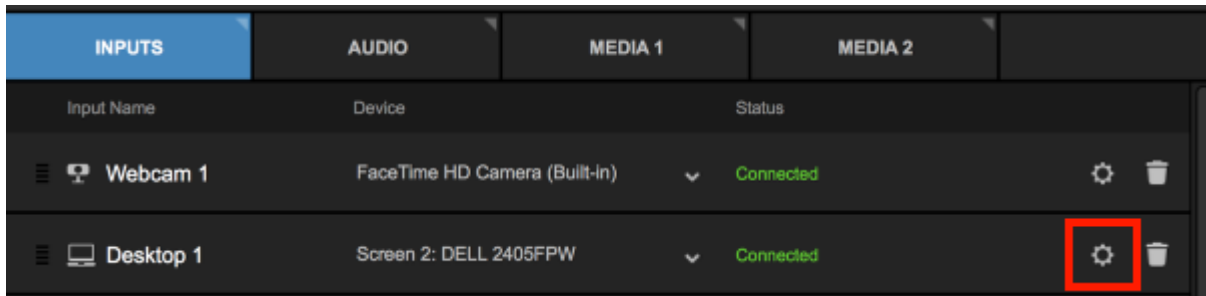 INPUTS AUDIO MEDIA 1 MEDIA 2
Input Name Device Status
Webcam 1 FaceTime HD Camera (Built-in) Connected
Desktop 1 Screen 2: DELL 2405FPW Connected